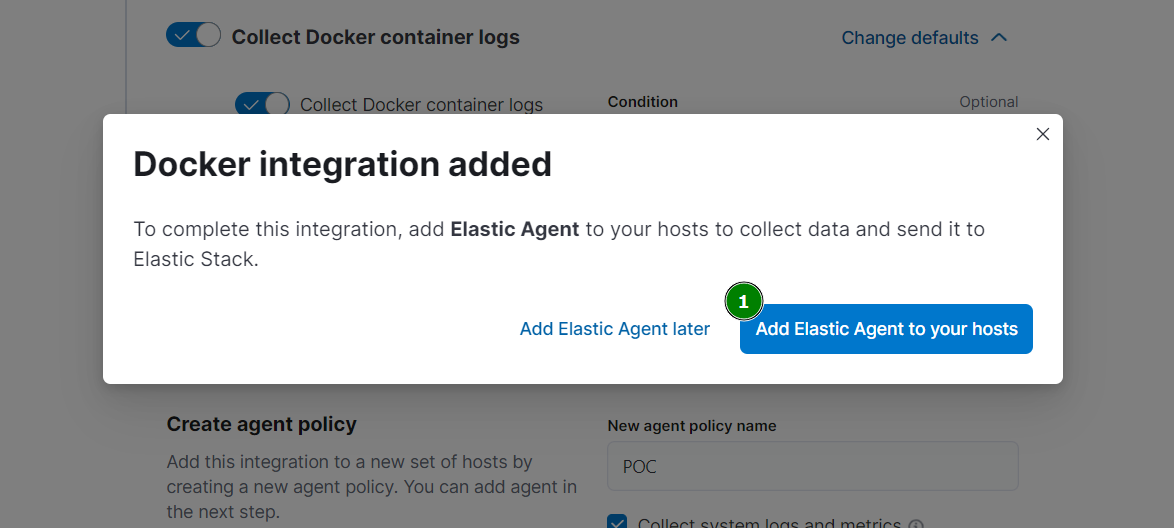 Collect Docker container logs
Change defaults
Collect Docker container logs
Condition
Optional
Docker integration added
To complete this integration, add Elastic Agent to your hosts to collect data and send it to
Elastic Stack.
1
Add Elastic Agent later
Add Elastic Agent to your hosts
Create agent policy
Add this integration to a new set of hosts by
creating a new agent policy. You can add agent in
the next step.
New agent policy name
POC
Collect system logs and metrics